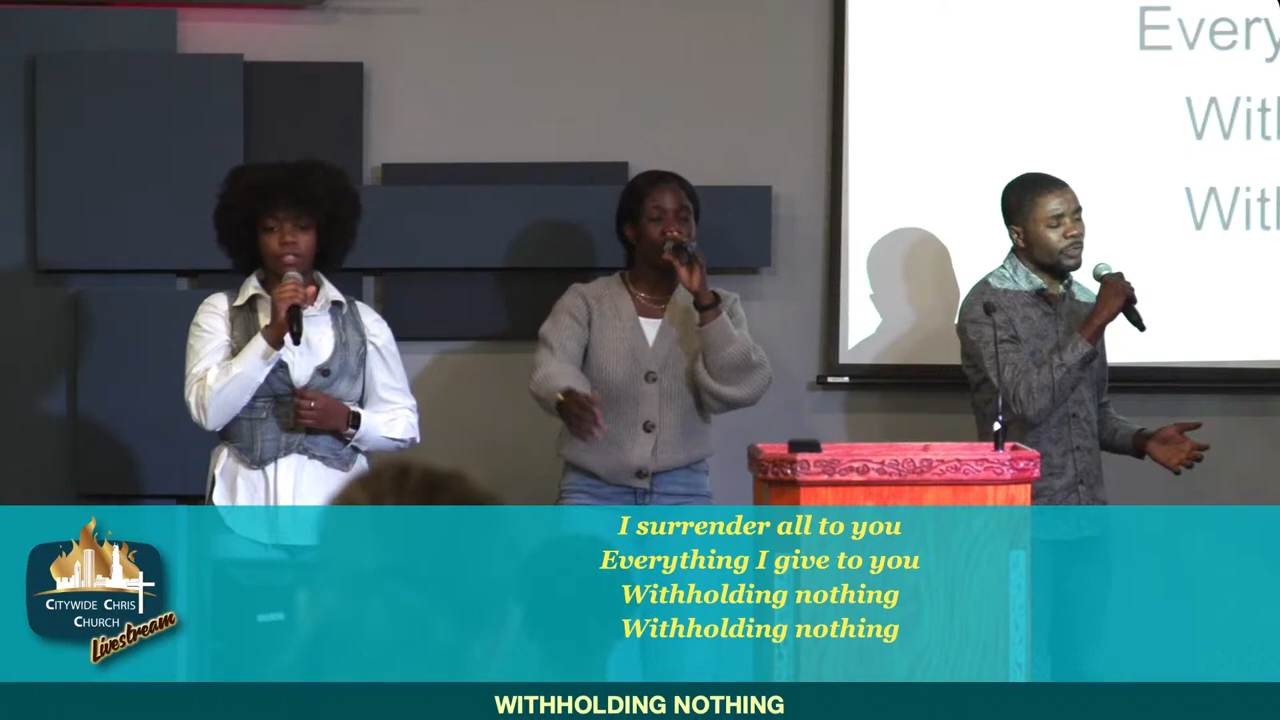 Every
With
With
I surrender all to you
Everything I give to you
Withholding nothing
Withholding nothing
CITYWIDE CHRIST
CHURCH
Livestream
WITHHOLDING NOTHING